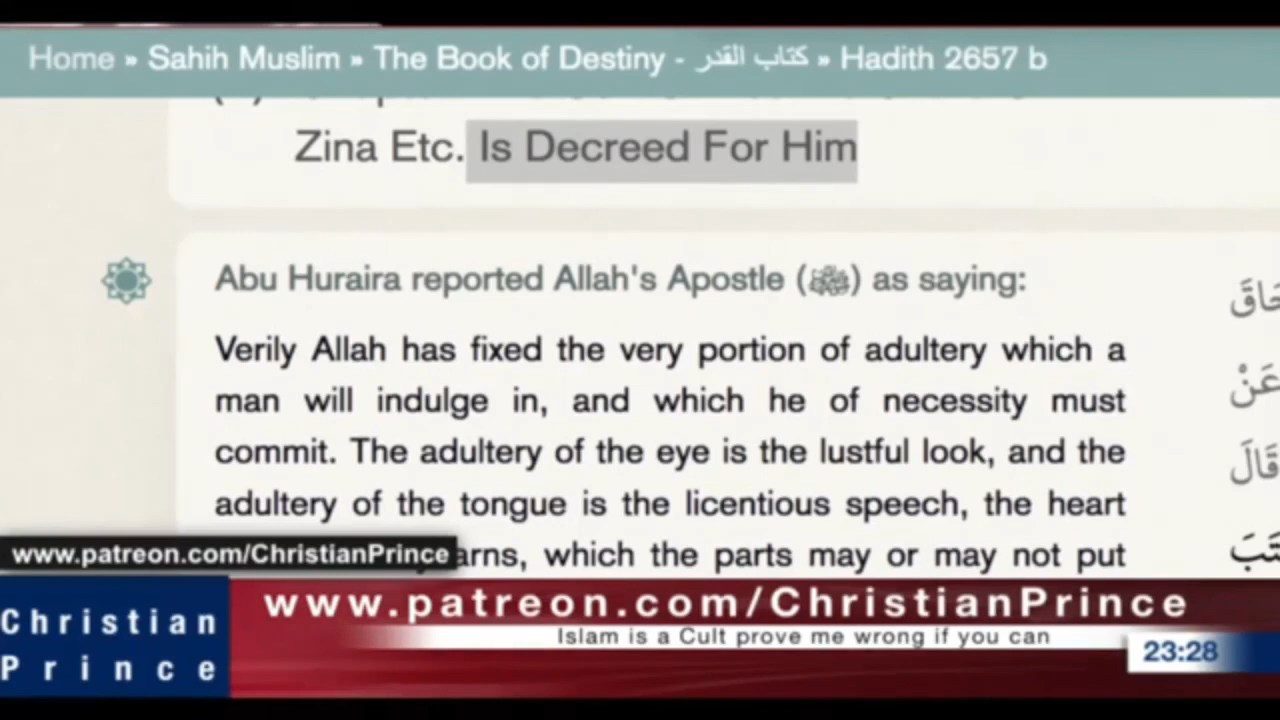 Home » Sahih Muslim » The Book of Destiny - كتاب القدر » Hadith 2657 b
Zina Etc. Is Decreed For Him
Abu Huraira reported Allah's Apostle (ﷺ) as saying:
Verily Allah has fixed the very portion of adultery which a
man will indulge in, and which he of necessity must
commit. The adultery of the eye is the lustful look, and the
adultery of the tongue is the licentious speech, the heart
arns, which the parts may or may not put
عَنْ
قَالَ
www.patreon.com/ChristianPrince
Christian
Prince
www.patreon.com/ChristianPrince
Islam is a Cult prove me wrong if you can
23:28